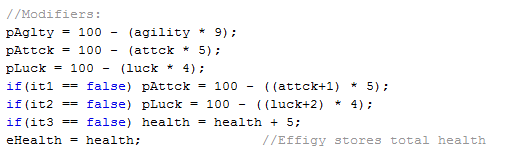 //Modifiers:
pAglty = 100 - (agility * 9);
pAttck = 100 - (attck * 5);
pLuck = 100 - (luck * 4);
if(it1 == false) pAttck = 100 - ((attck+1) * 5);
if(it2 == false) pLuck = 100 - ((luck+2) * 4);
if(it3 == false) health = health + 5;
eHealth = health; //Effigy stores total health